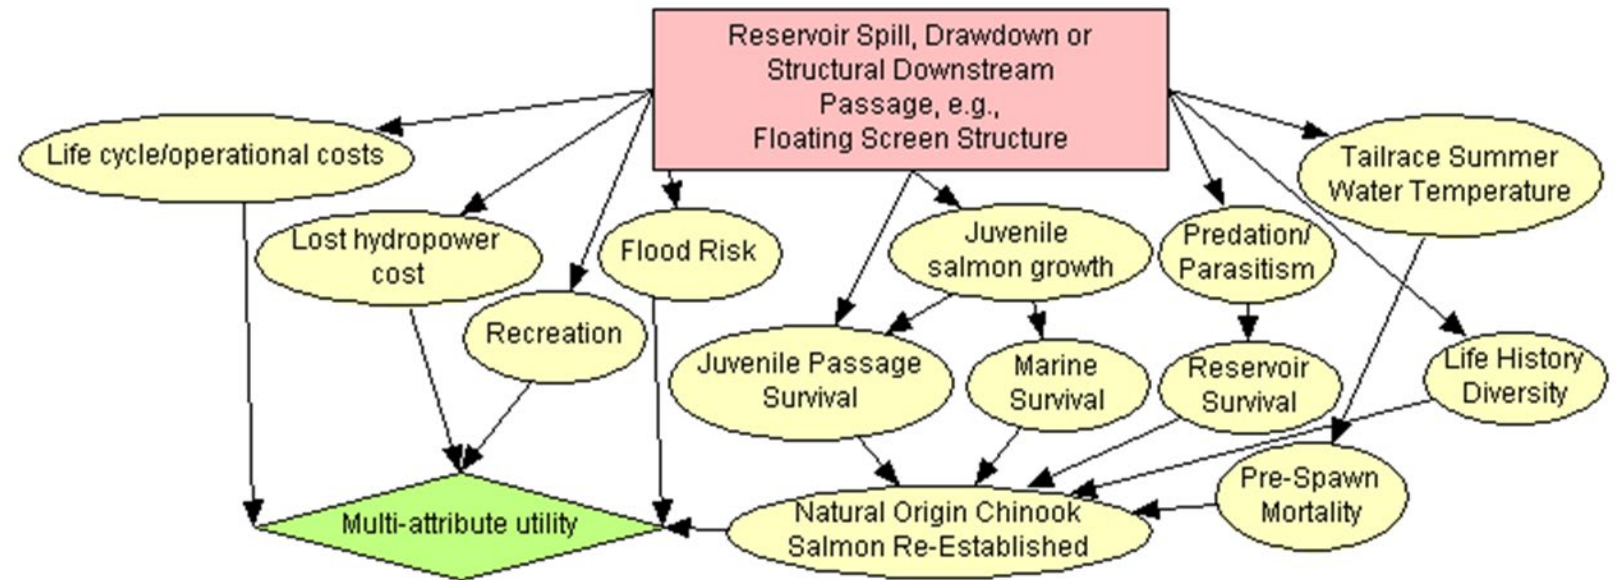 Reservoir Spill, Drawdown or
Structural Downstream
Passage, e.g.,
Floating Screen Structure
Life cycle/operational costs
Tailrace Summer
Water Temperature
Lost hydropower
cost
Flood Risk
Juvenile
salmon growth
Predation/
Parasitism
Recreation
Juvenile Passage
Survival
Marine
Survival
Reservoir
Survival
Life History
Diversity
Pre-Spawn
Mortality
Multi-attribute utility
Natural Origin Chinook
Salmon Re-Established